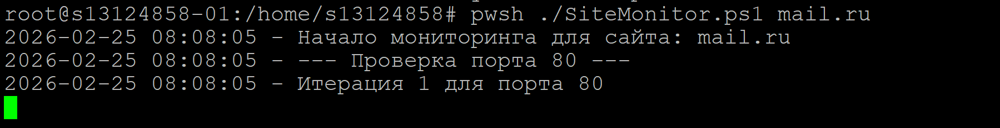 root@s13124858-01:/home/s13124858# pwsh ./SiteMonitor.ps1 mail.ru
2026-02-25 08:08:05 - Начало мониторинга для сайта: mail.ru
2026-02-25 08:08:05 - --- Проверка порта 80 ---
2026-02-25 08:08:05 - Итерация 1 для порта 80